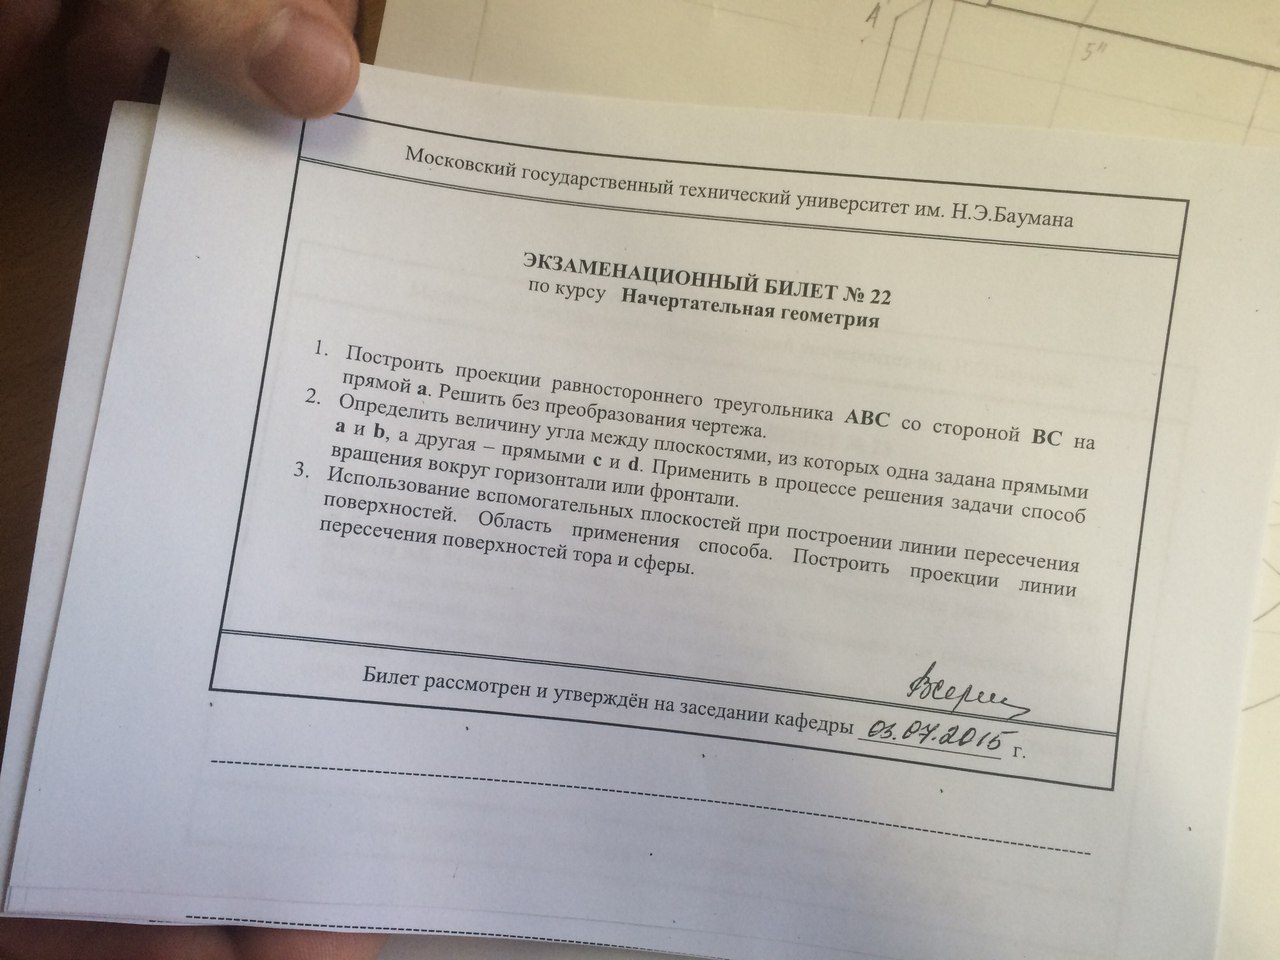 A'
5"
Московский государственный технический университет им. Н.Э.Баумана
ЭКЗАМЕНАЦИОННЫЙ БИЛЕТ № 22
по курсу Начертательная геометрия
1. Построить проекции равностороннего треугольника ABC со стороной BC на
прямой a. Решить без преобразования чертежа.
2. Определить величину угла между плоскостями, из которых одна задана прямыми
a и b, а другая – прямыми c и d. Применить в процессе решения задачи способ
вращения вокруг горизонтали или фронтали.
3. Использование вспомогательных плоскостей при построении линии пересечения
поверхностей. Область применения способа. Построить проекции линии
пересечения поверхностей тора и сферы.
Билет рассмотрен и утверждён на заседании кафедры 03.07.2015 г.